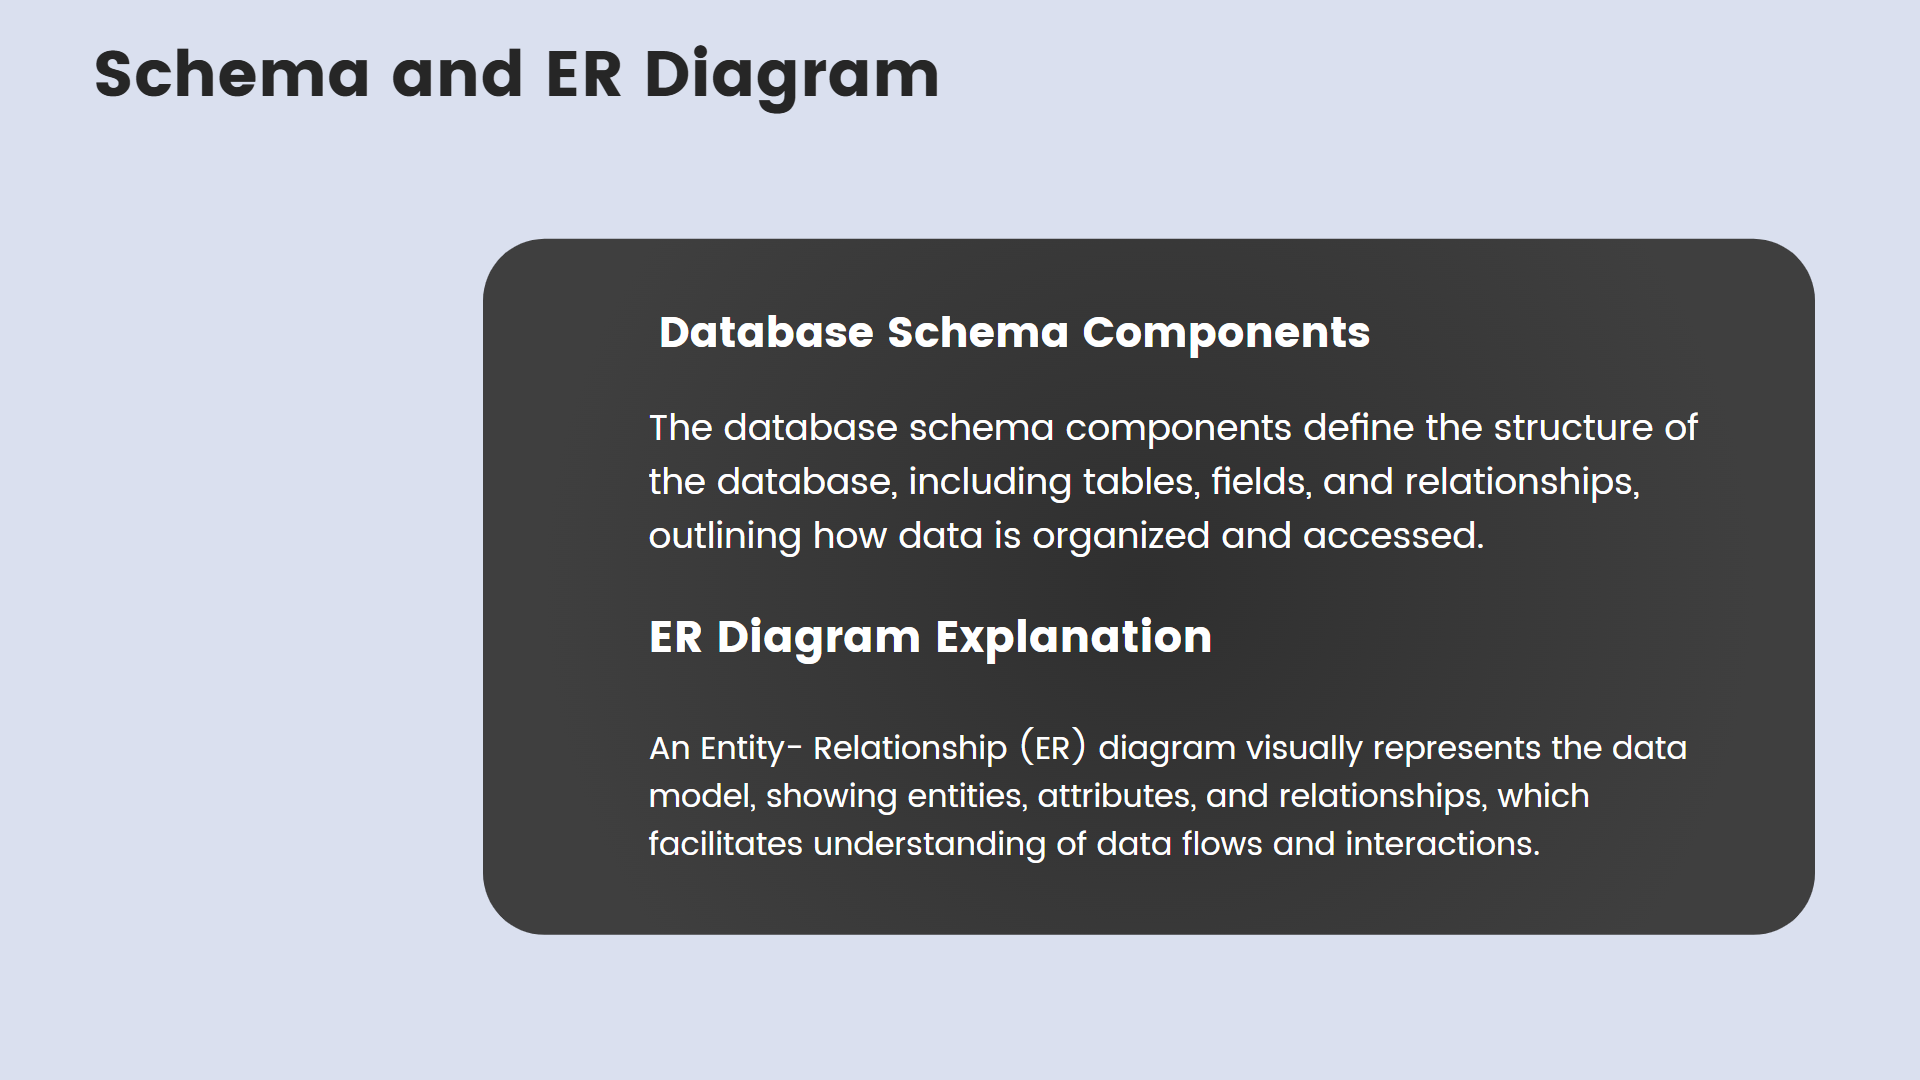 Schema and ER Diagram
Database Schema Components
The database schema components define the structure of
the database, including tables, fields, and relationships,
outlining how data is organized and accessed.
ER Diagram Explanation
An Entity- Relationship (ER) diagram visually represents the data
model, showing entities, attributes, and relationships, which
facilitates understanding of data flows and interactions.